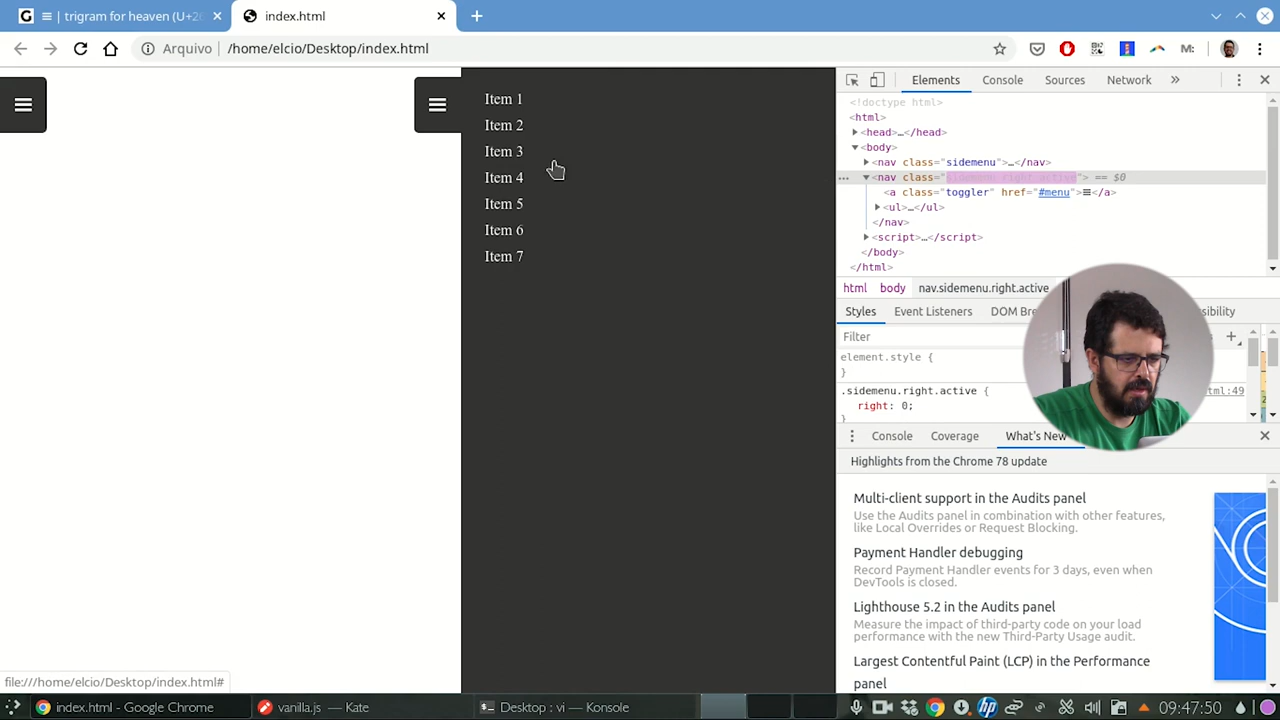 | trigram for heaven (U+2
index.html
Arquivo
/home/elcio/Desktop/index.html
M:
Item 1
Item 2
Item 3
Item 4
Item 5
Item 6
Item 7
Elements Console Sources Network »
<!doctype html>
<html>
<head>…</head>
<body>
<nav class="sidemenu">…</nav>
<nav class="sidemenu right active"> == $0
<a class="toggler" href="#menu">≡</a>
<ul>…</ul>
</nav>
<script>…</script>
</body>
</html>
html body nav.sidemenu.right.active
Styles Event Listeners DOM Bre
Filter
element.style {
}
.sidemenu.right.active {
right: 0;
}
Console Coverage What's New
Highlights from the Chrome 78 update
Multi-client support in the Audits panel
Use the Audits panel in combination with other features,
like Local Overrides or Request Blocking.
Payment Handler debugging
Record Payment Handler events for 3 days, even when
DevTools is closed.
Lighthouse 5.2 in the Audits panel
Measure the impact of third-party code on your load
performance with the new Third-Party Usage audit.
Largest Contentful Paint (LCP) in the Performance
panel
file:///home/elcio/Desktop/index.html#
index.html - Google Chrome
vanilla.js — Kate
Desktop : vi — Konsole
09:47:50